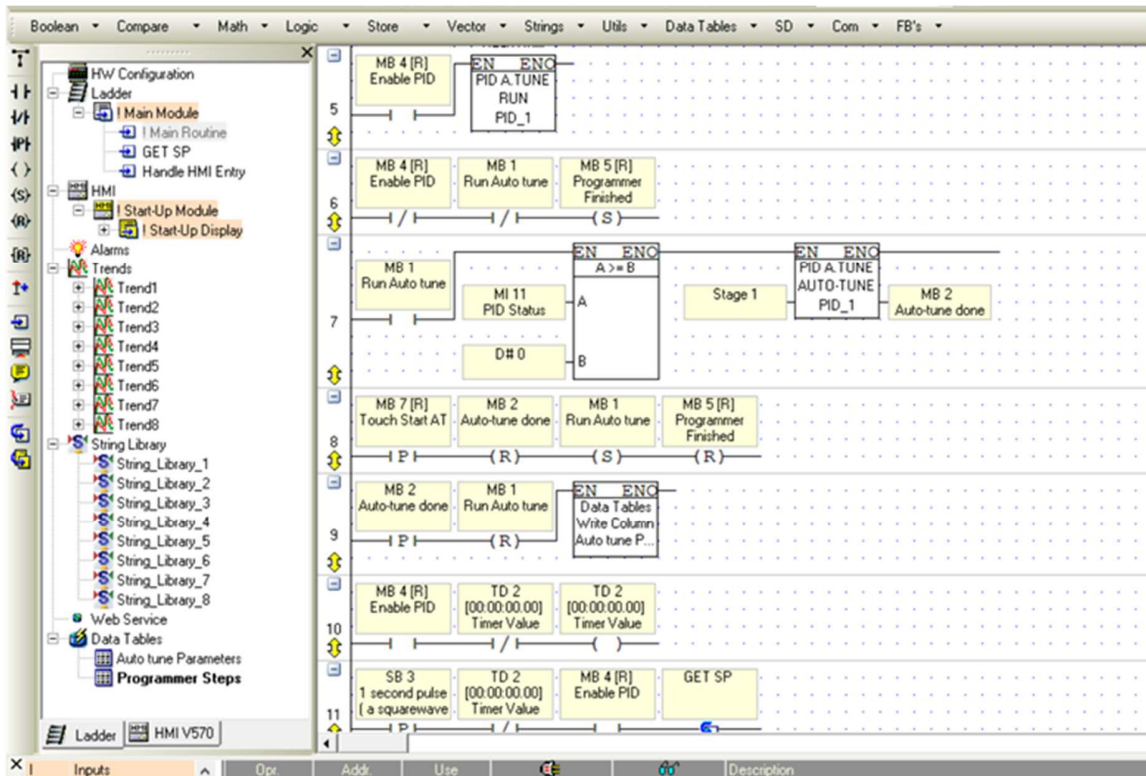 Boolean Compare Math Logic Store Vector Strings Utils Data Tables SD Com FB's
HW Configuration
Ladder
! Main Module
! Main Routine
GET SP
Handle HMI Entry
HMI
! Start-Up Module
! Start-Up Display
Alarms
Trends
Trend1
Trend2
Trend3
Trend4
Trend5
Trend6
Trend7
Trend8
String Library
String_Library_1
String_Library_2
String_Library_3
String_Library_4
String_Library_5
String_Library_6
String_Library_7
String_Library_8
Web Service
Data Tables
Auto tune Parameters
Programmer Steps
Ladder HMI V570
5
MB 4 [R]
Enable PID
EN ENO
PID A.TUNE
RUN
PID_1
6
MB 4 [R]
Enable PID
MB 1
Run Auto tune
MB 5 [R]
Programmer
Finished
(S)
7
MB 1
Run Auto tune
MI 11
PID Status
D# 0
EN ENO
A >= B
A
B
Stage 1
EN ENO
PID A.TUNE
AUTO-TUNE
PID_1
MB 2
Auto-tune done
8
MB 7 [R]
Touch Start AT
P
MB 2
Auto-tune done
(R)
MB 1
Run Auto tune
(S)
MB 5 [R]
Programmer
Finished
(R)
9
MB 2
Auto-tune done
P
MB 1
Run Auto tune
(R)
EN ENO
Data Tables
Write Column
Auto tune P...
10
MB 4 [R]
Enable PID
TD 2
[00:00:00.00]
Timer Value
TD 2
[00:00:00.00]
Timer Value
11
SB 3
1 second pulse
( a squarewave
P
TD 2
[00:00:00.00]
Timer Value
MB 4 [R]
Enable PID
GET SP
! Inputs Opr. Addr. Use Description